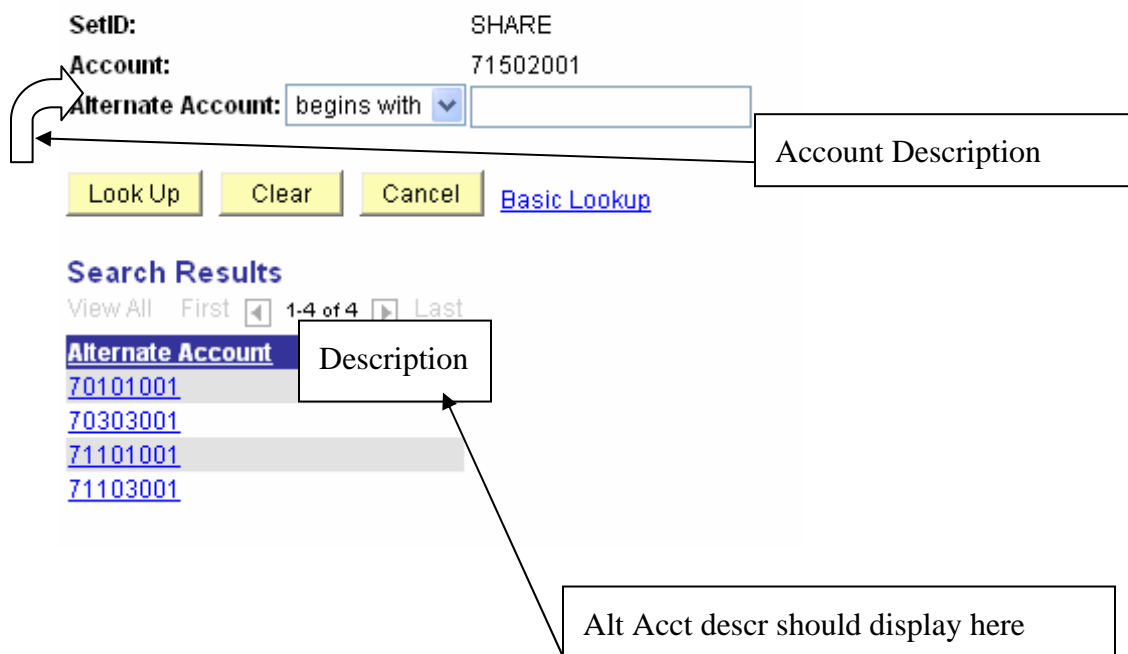 SetID: SHARE
Account: 71502001
Alternate Account: begins with
Account Description
Look Up Clear Cancel Basic Lookup
Search Results
View All First 1-4 of 4 Last
Alternate Account Description
70101001
70303001
71101001
71103001
Alt Acct descr should display here